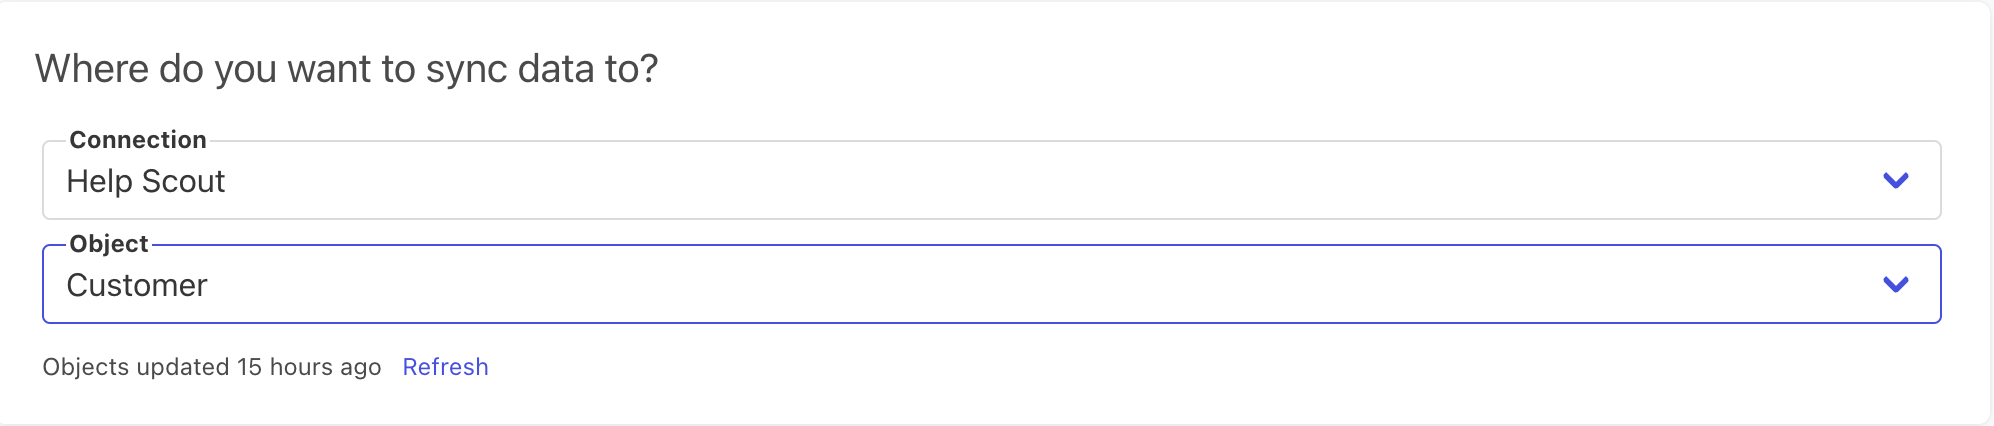 Where do you want to sync data to?
Connection
Help Scout
Object
Customer
Objects updated 15 hours ago Refresh